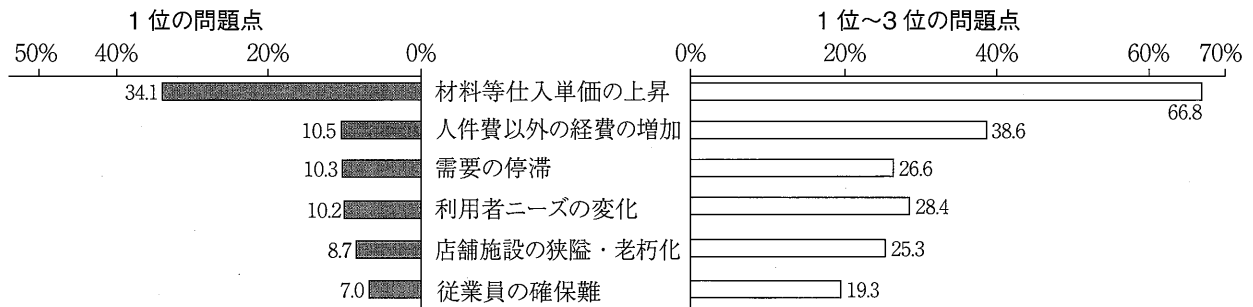 1位の問題点 1位～3位の問題点
50% 40% 20% 0% 0% 20% 40% 60% 70%
34.1 材料等仕入単価の上昇 66.8
10.5 人件費以外の経費の増加 38.6
10.3 需要の停滞 26.6
10.2 利用者ニーズの変化 28.4
8.7 店舗施設の狭隘・老朽化 25.3
7.0 従業員の確保難 19.3